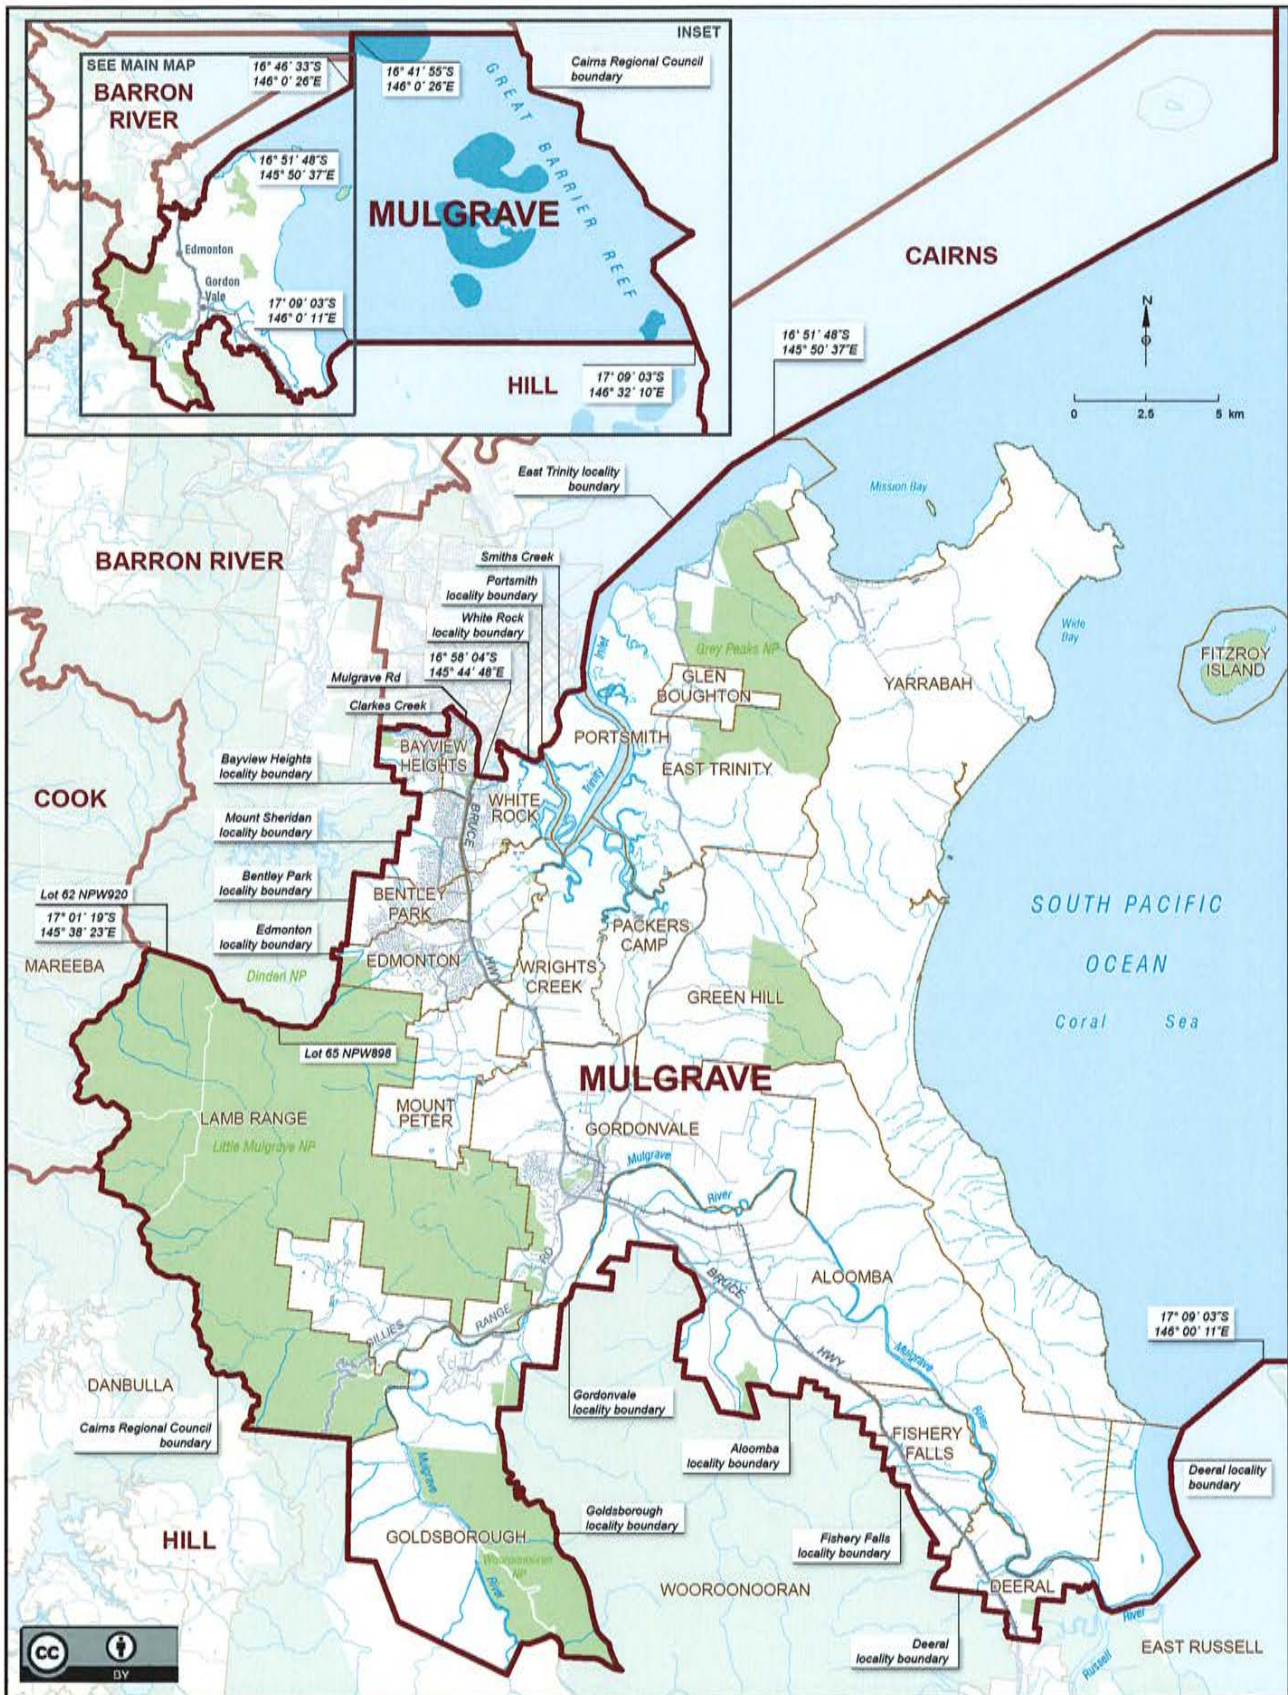 INSET
SEE MAIN MAP
16° 46' 33"S
146° 0' 26"E
16° 41' 55"S
146° 0' 26"E
Cairns Regional Council
boundary
BARRON
RIVER
GREAT BARRIER REEF
16° 51' 48"S
145° 50' 37"E
MULGRAVE
Edmonton
Gordon
Vale
17° 09' 03"S
146° 0' 11"E
HILL
17° 09' 03"S
146° 32' 10"E
CAIRNS
N
16° 51' 48"S
145° 50' 37"E
0 2.5 5 km
East Trinity locality
boundary
Mission Bay
BARRON RIVER
Smiths Creek
Portsmith
locality boundary
White Rock
locality boundary
16° 58' 04"S
145° 44' 48"E
Mulgrave Rd
Clarkes Creek
Inlet
Grey Peaks NP
Wide
Bay
FITZROY
ISLAND
GLEN
BOUGHTON
YARRABAH
PORTSMITH
BAYVIEW
HEIGHTS
Bayview Heights
locality boundary
EAST TRINITY
Trinity
COOK
WHITE
ROCK
BRUCE
Mount Sheridan
locality boundary
Bentley Park
locality boundary
Lot 62 NPW920
17° 01' 19"S
145° 38' 23"E
BENTLEY
PARK
SOUTH PACIFIC
OCEAN
Coral Sea
Edmonton
locality boundary
PACKERS
CAMP
MAREEBA
Dinden NP
EDMONTON
HWY
WRIGHTS
CREEK
GREEN HILL
Lot 65 NPW898
MULGRAVE
LAMB RANGE
MOUNT
PETER
GORDONVALE
Little Mulgrave NP
Mulgrave
River
RD
BRUCE
ALOOMBA
GILLIES
RANGE
17° 09' 03"S
146° 00' 11"E
HWY
Mulgrave
DANBULLA
Gordonvale
locality boundary
Cairns Regional Council
boundary
River
FISHERY
FALLS
Aloomba
locality boundary
Mulgrave
Deeral locality
boundary
Goldsborough
locality boundary
HILL
GOLDSBOROUGH
Fishery Falls
locality boundary
Wooroonooran
NP
River
WOOROONOORAN
DEERAL
River
Deeral
locality boundary
EAST RUSSELL
Russell
cc
BY